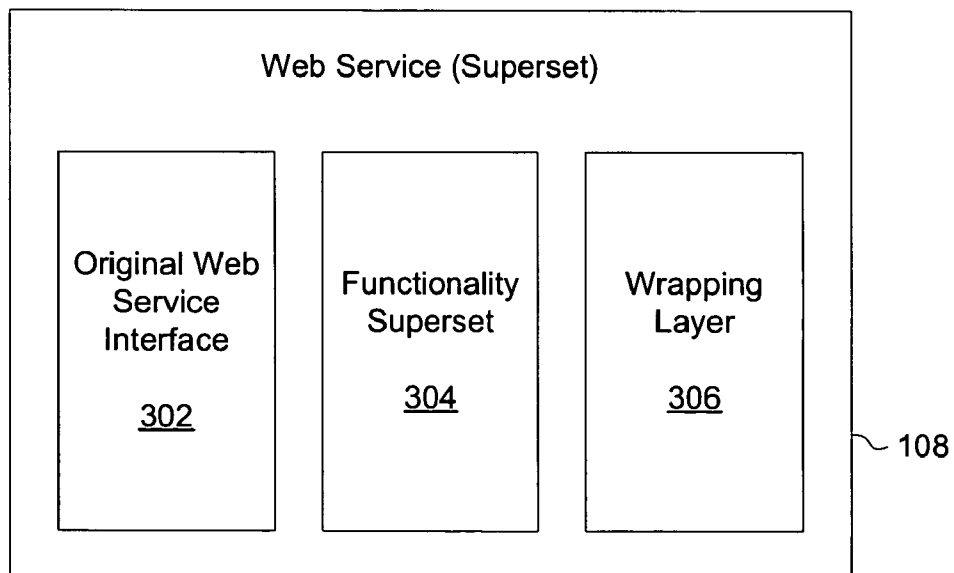 Web Service (Superset)
Original Web
Service
Interface
302
Functionality
Superset
304
Wrapping
Layer
306
108